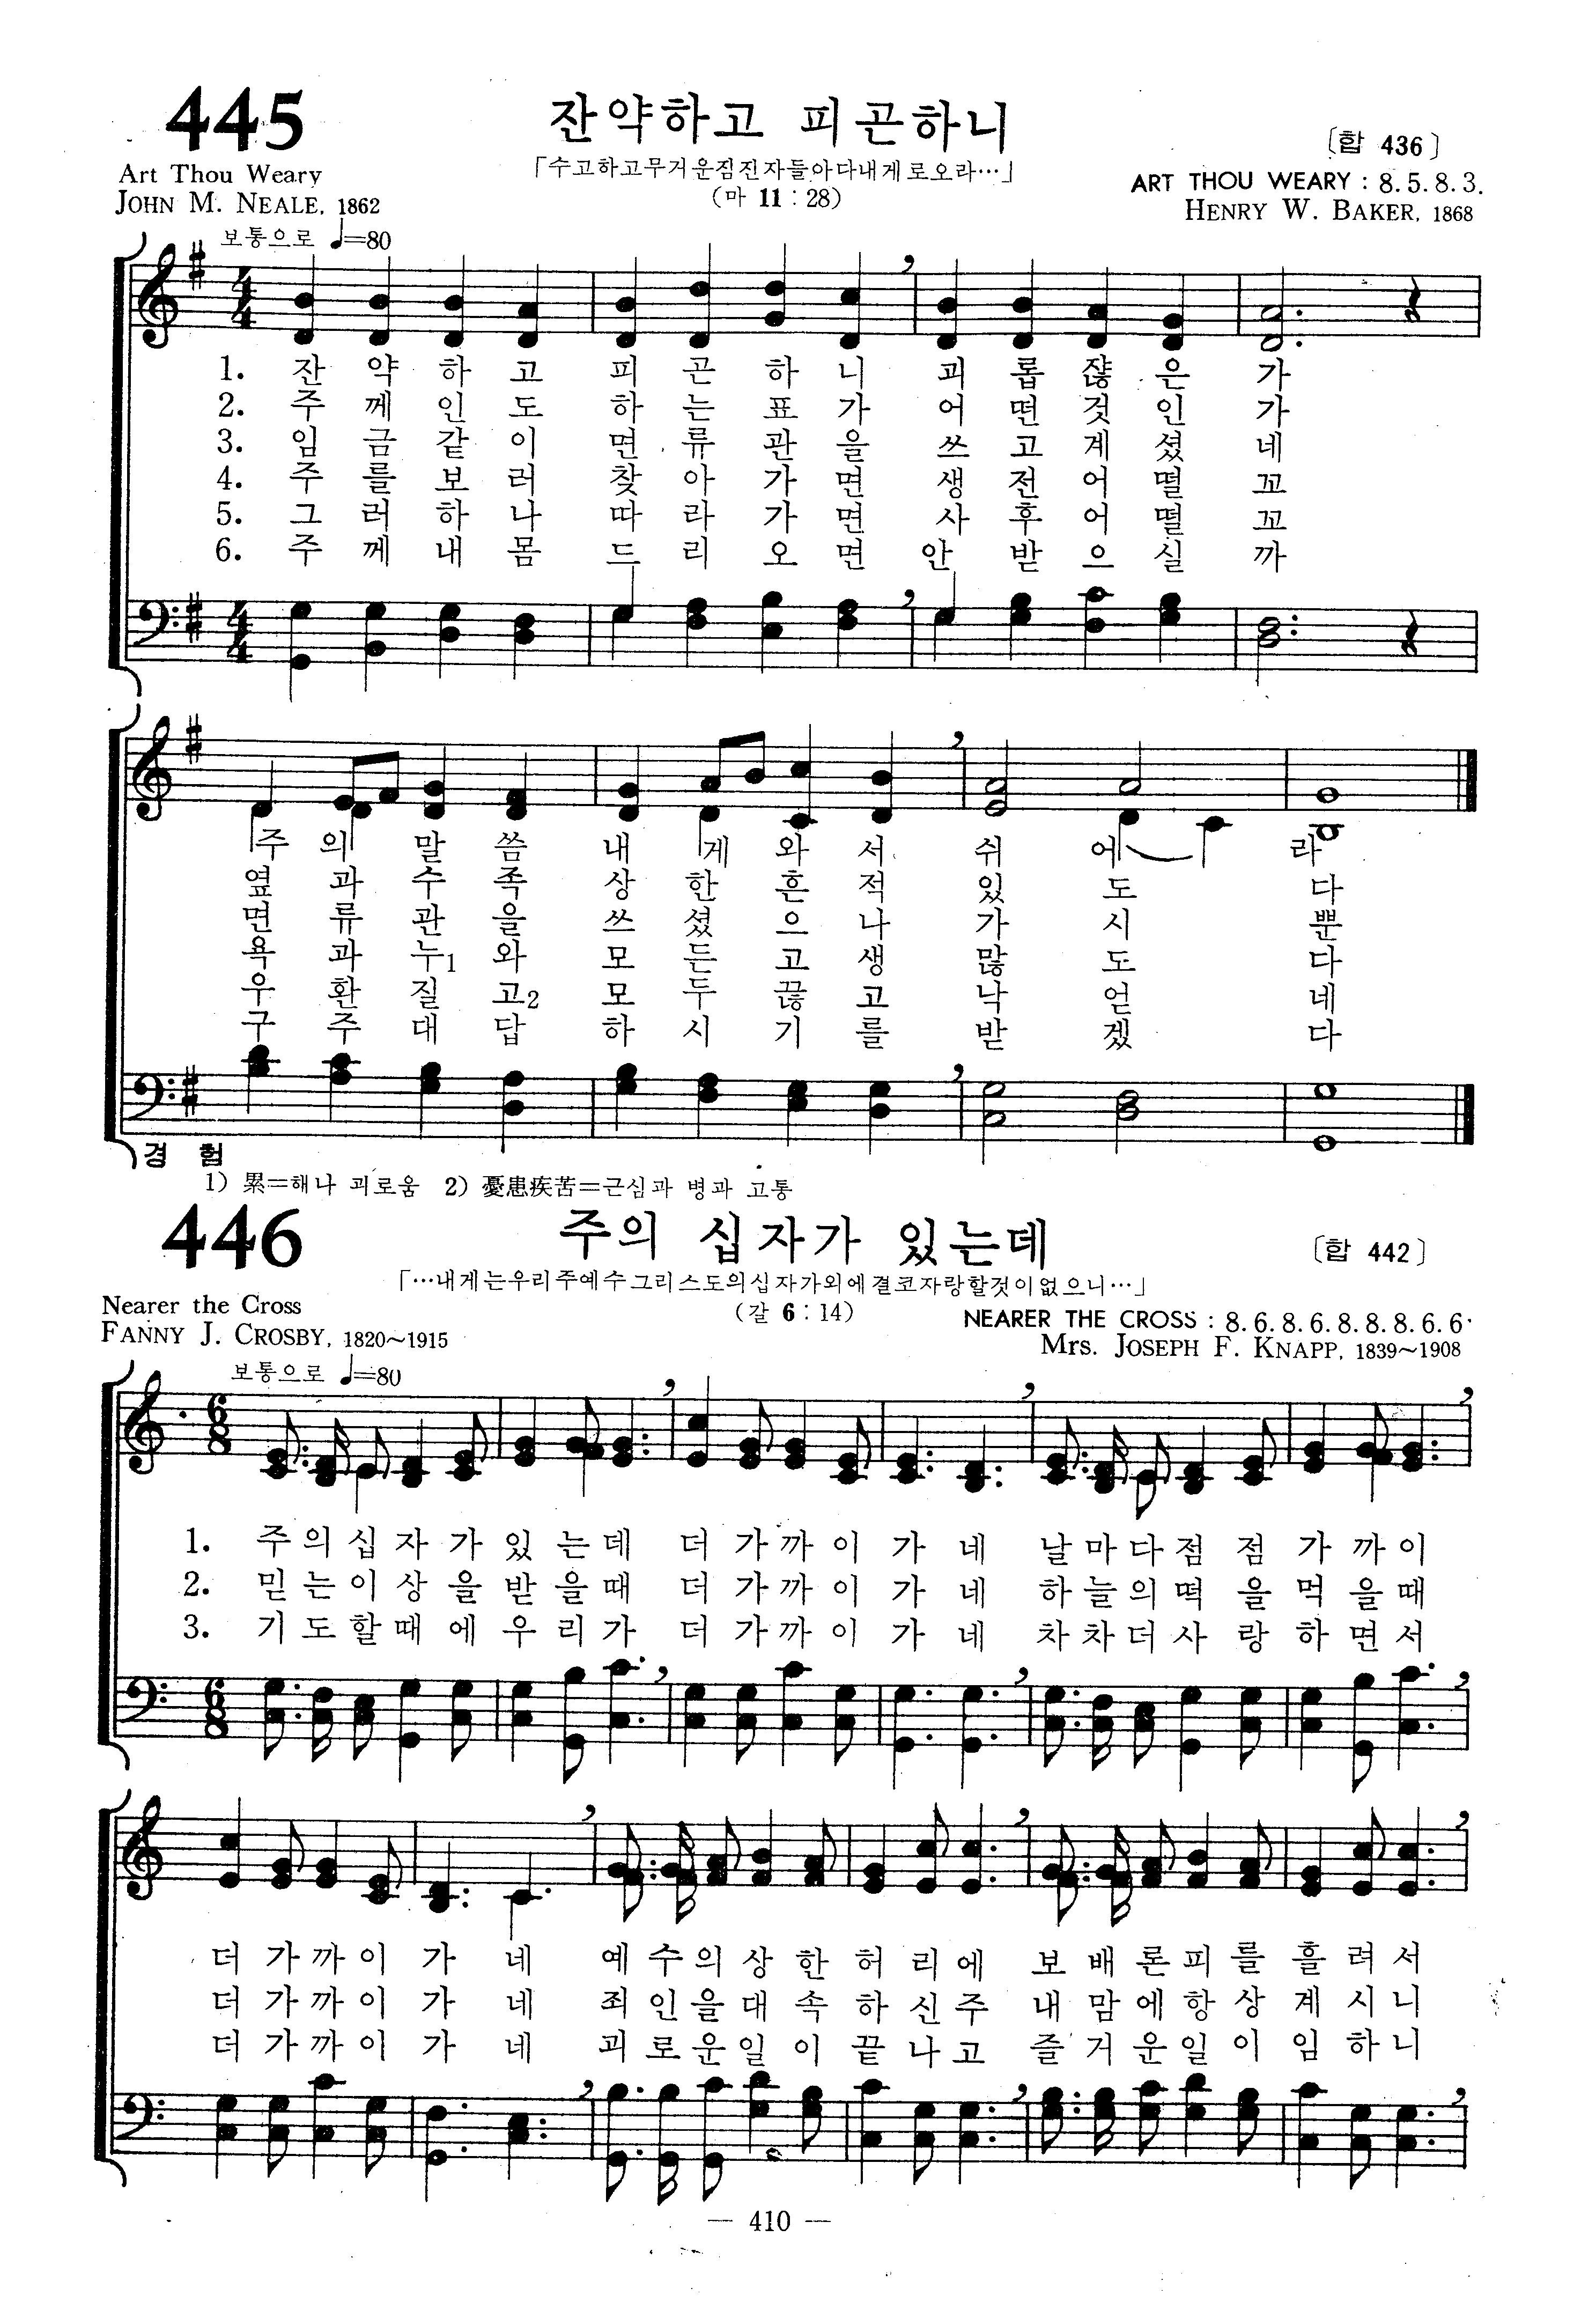 445
잔약하고 피곤하니
〔합 436〕
Art Thou Weary
「수고하고무거운짐진자들아다내게로오라…」
JOHN M. NEALE, 1862
(마 11 : 28)
ART THOU WEARY : 8. 5. 8. 3.
HENRY W. BAKER, 1868
보통으로 ♩=80
1. 잔 약 하 고 피 곤 하 니 괴 롭 쟎 은 가
2. 주 께 인 도 하 는 표 가 어 떤 것 인 가
3. 임 금 같 이 면 류 관 을 쓰 고 계 셨 네
4. 주 를 보 러 찾 아 가 면 생 전 어 떨 꼬
5. 그 러 하 나 따 라 가 면 사 후 어 떨 꼬
6. 주 께 내 몸 드 리 오 면 안 받 으 실 까
주 의 말 씀 내 게 와 서 쉬 어 라
옆 과 수 족 상 한 흔 적 있 도 다
면 류 관 을 쓰 셨 으 나 가 시 뿐
욕 과 누1 와 모 든 고 생 많 도 다
우 환 질 고2 모 두 끊 고 낙 얻 네
구 주 대 답 하 시 기 를 받 겠 다
경 험
1) 累=해나 괴로움 2) 憂患疾苦=근심과 병과 고통
446
주의 십자가 있는데
〔합 442〕
「…내게는우리주예수그리스도의십자가외에결코자랑할것이없으니…」
Nearer the Cross
(갈 6 : 14)
FANNY J. CROSBY, 1820~1915
NEARER THE CROSS : 8. 6. 8. 6. 8. 8. 8. 6. 6.
MRS. JOSEPH F. KNAPP, 1839~1908
보통으로 ♩=80
1. 주 의 십 자 가 있 는 데 더 가 까 이 가 네 날 마 다 점 점 가 까 이
2. 믿 는 이 상 을 받 을 때 더 가 까 이 가 네 하 늘 의 떡 을 먹 을 때
3. 기 도 할 때 에 우 리 가 더 가 까 이 가 네 차 차 더 사 랑 하 면 서
더 가 까 이 가 네 예 수 의 상 한 허 리 에 보 배 론 피 를 흘 려 서
더 가 까 이 가 네 죄 인 을 대 속 하 신 주 내 맘 에 항 상 계 시 니
더 가 까 이 가 네 괴 로 운 일 이 끝 나 고 즐 거 운 일 이 임 하 니
— 410 —